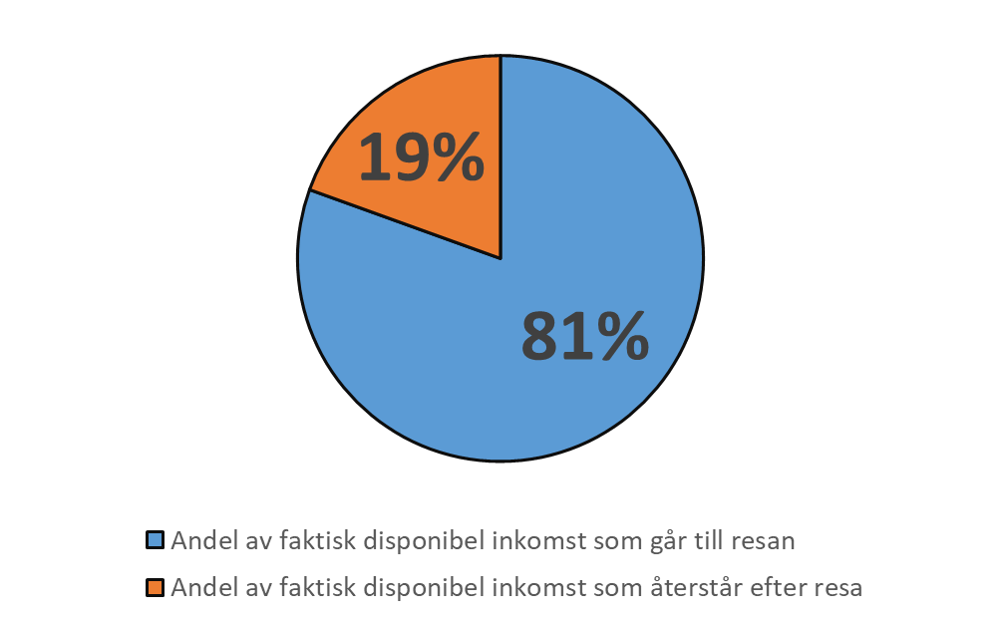 19%
81%
Andel av faktisk disponibel inkomst som går till resan
Andel av faktisk disponibel inkomst som återstår efter resa